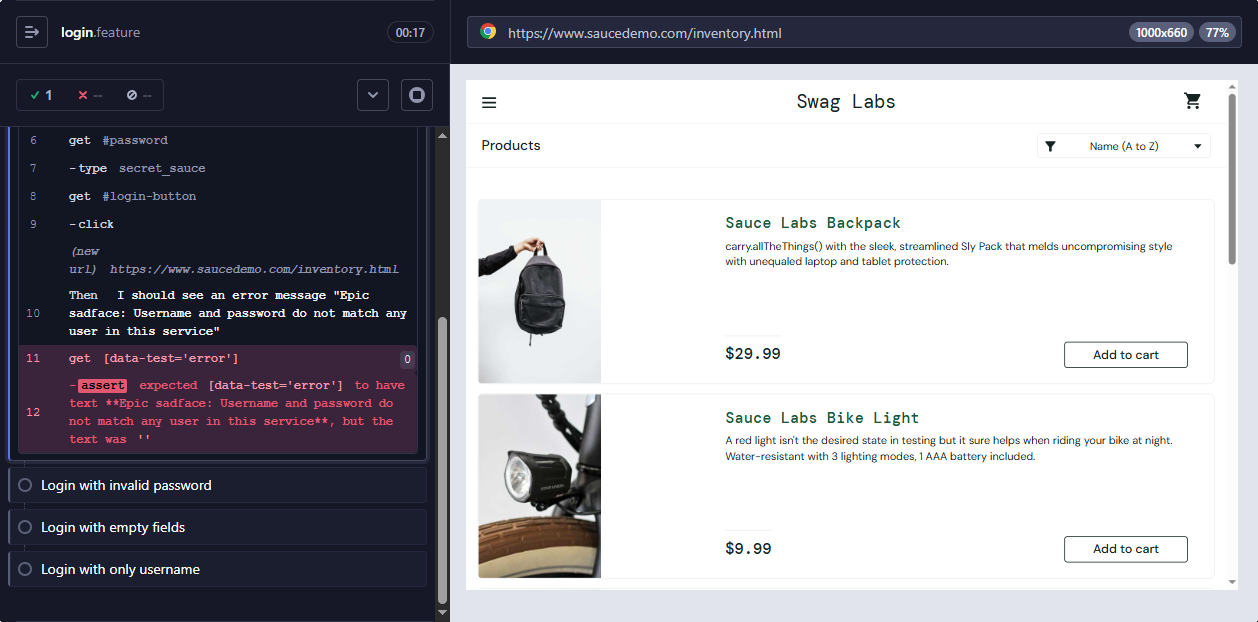 login.feature
00:17
1 -- --
6 get #password
7 -type secret_sauce
8 get #login-button
9 -click
(new
url) https://www.saucedemo.com/inventory.html
Then I should see an error message "Epic
10 sadface: Username and password do not match any
user in this service"
11 get [data-test='error'] 0
-assert expected [data-test='error'] to have
text **Epic sadface: Username and password do
12 not match any user in this service**, but the
text was ''
Login with invalid password
Login with empty fields
Login with only username
https://www.saucedemo.com/inventory.html
1000x660 77%
Swag Labs
Products
Name (A to Z)
Sauce Labs Backpack
carry.allTheThings() with the sleek, streamlined Sly Pack that melds uncompromising style
with unequaled laptop and tablet protection.
$29.99
Add to cart
Sauce Labs Bike Light
A red light isn't the desired state in testing but it sure helps when riding your bike at night.
Water-resistant with 3 lighting modes, 1 AAA battery included.
$9.99
Add to cart